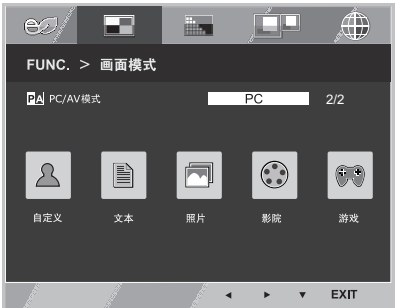 FUNC. > 画面模式
PA PC/AV模式 PC 2/2
自定义 文本 照片 影院 游戏
EXIT